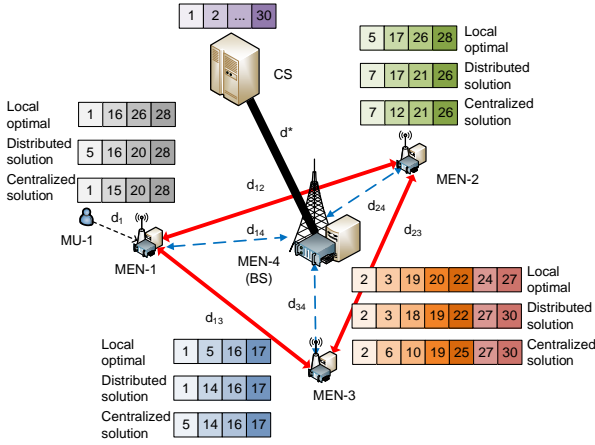 1 2 ... 30
CS
5 17 26 28 Local optimal
7 17 21 26 Distributed solution
7 12 21 26 Centralized solution
Local optimal 1 16 26 28
Distributed solution 5 16 20 28
Centralized solution 1 15 20 28
d*
MEN-2
d12
d24
d23
MU-1
d1
d14
MEN-1
MEN-4
(BS)
d34
d13
2 3 19 20 22 24 27 Local optimal
2 3 18 19 22 27 30 Distributed solution
2 6 10 19 25 27 30 Centralized solution
Local optimal 1 5 16 17
Distributed solution 1 14 16 17
Centralized solution 5 14 16 17
MEN-3